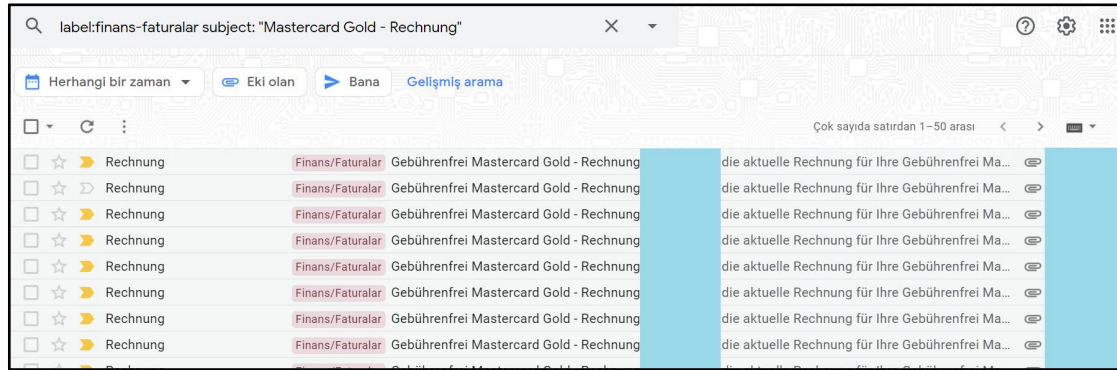 label:finans-faturalar subject: "Mastercard Gold - Rechnung"
Herhangi bir zaman Eki olan Bana Gelişmiş arama
Çok sayıda satırdan 1–50 arası
Rechnung Finans/Faturalar Gebührenfrei Mastercard Gold - Rechnung die aktuelle Rechnung für Ihre Gebührenfrei Ma...
Rechnung Finans/Faturalar Gebührenfrei Mastercard Gold - Rechnung die aktuelle Rechnung für Ihre Gebührenfrei Ma...
Rechnung Finans/Faturalar Gebührenfrei Mastercard Gold - Rechnung die aktuelle Rechnung für Ihre Gebührenfrei Ma...
Rechnung Finans/Faturalar Gebührenfrei Mastercard Gold - Rechnung die aktuelle Rechnung für Ihre Gebührenfrei Ma...
Rechnung Finans/Faturalar Gebührenfrei Mastercard Gold - Rechnung die aktuelle Rechnung für Ihre Gebührenfrei Ma...
Rechnung Finans/Faturalar Gebührenfrei Mastercard Gold - Rechnung die aktuelle Rechnung für Ihre Gebührenfrei Ma...
Rechnung Finans/Faturalar Gebührenfrei Mastercard Gold - Rechnung die aktuelle Rechnung für Ihre Gebührenfrei Ma...
Rechnung Finans/Faturalar Gebührenfrei Mastercard Gold - Rechnung die aktuelle Rechnung für Ihre Gebührenfrei Ma...